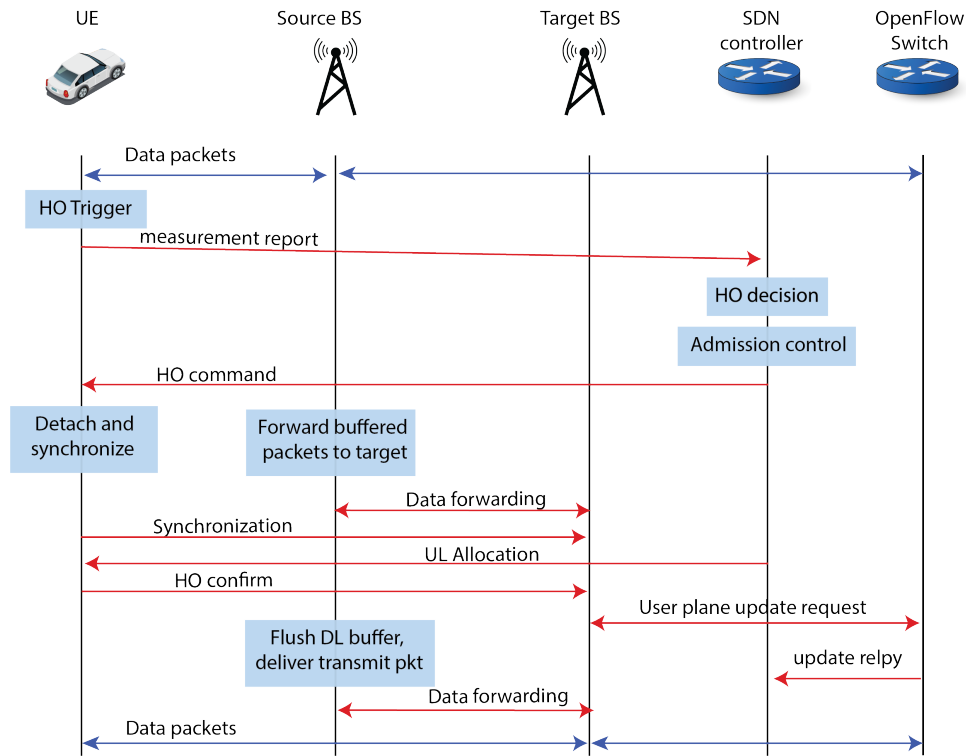 UE
Source BS
Target BS
SDN
controller
OpenFlow
Switch
Data packets
HO Trigger
measurement report
HO decision
Admission control
HO command
Detach and
synchronize
Forward buffered
packets to target
Data forwarding
Synchronization
UL Allocation
HO confirm
User plane update request
Flush DL buffer,
deliver transmit pkt
update relpy
Data forwarding
Data packets